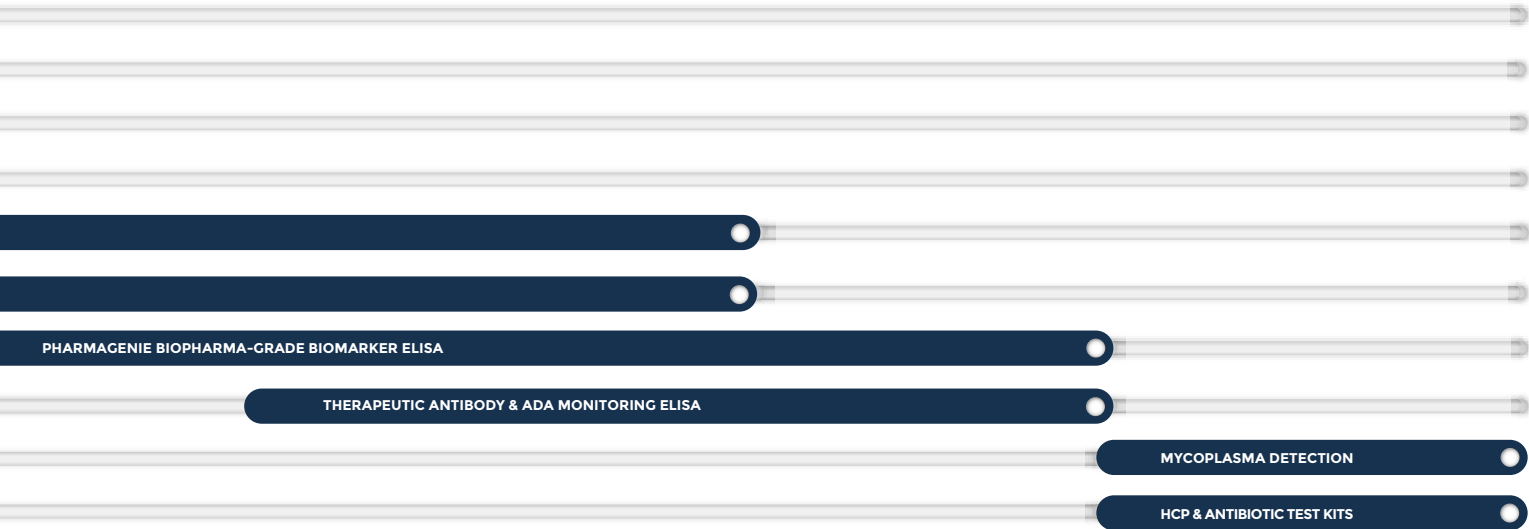 PHARMAGENIE BIOPHARMA-GRADE BIOMARKER ELISA
THERAPEUTIC ANTIBODY & ADA MONITORING ELISA
MYCOPLASMA DETECTION
HCP & ANTIBIOTIC TEST KITS